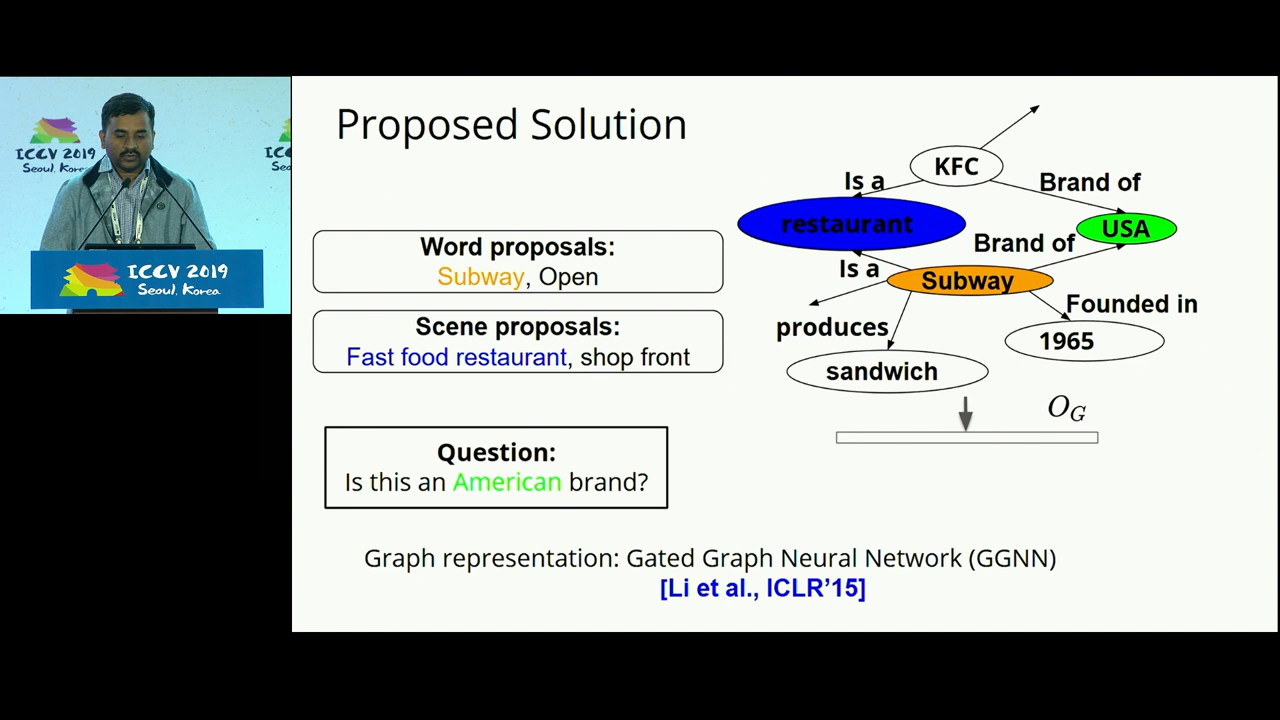 ICCV 2019
Seoul, Korea
ICCV 2019
Seoul, Korea
Proposed Solution
Word proposals:
Subway, Open
Scene proposals:
Fast food restaurant, shop front
Question:
Is this an American brand?
KFC
Is a
Brand of
restaurant
USA
Brand of
Is a
Subway
Founded in
produces
1965
sandwich
O_G
Graph representation: Gated Graph Neural Network (GGNN)
[Li et al., ICLR'15]